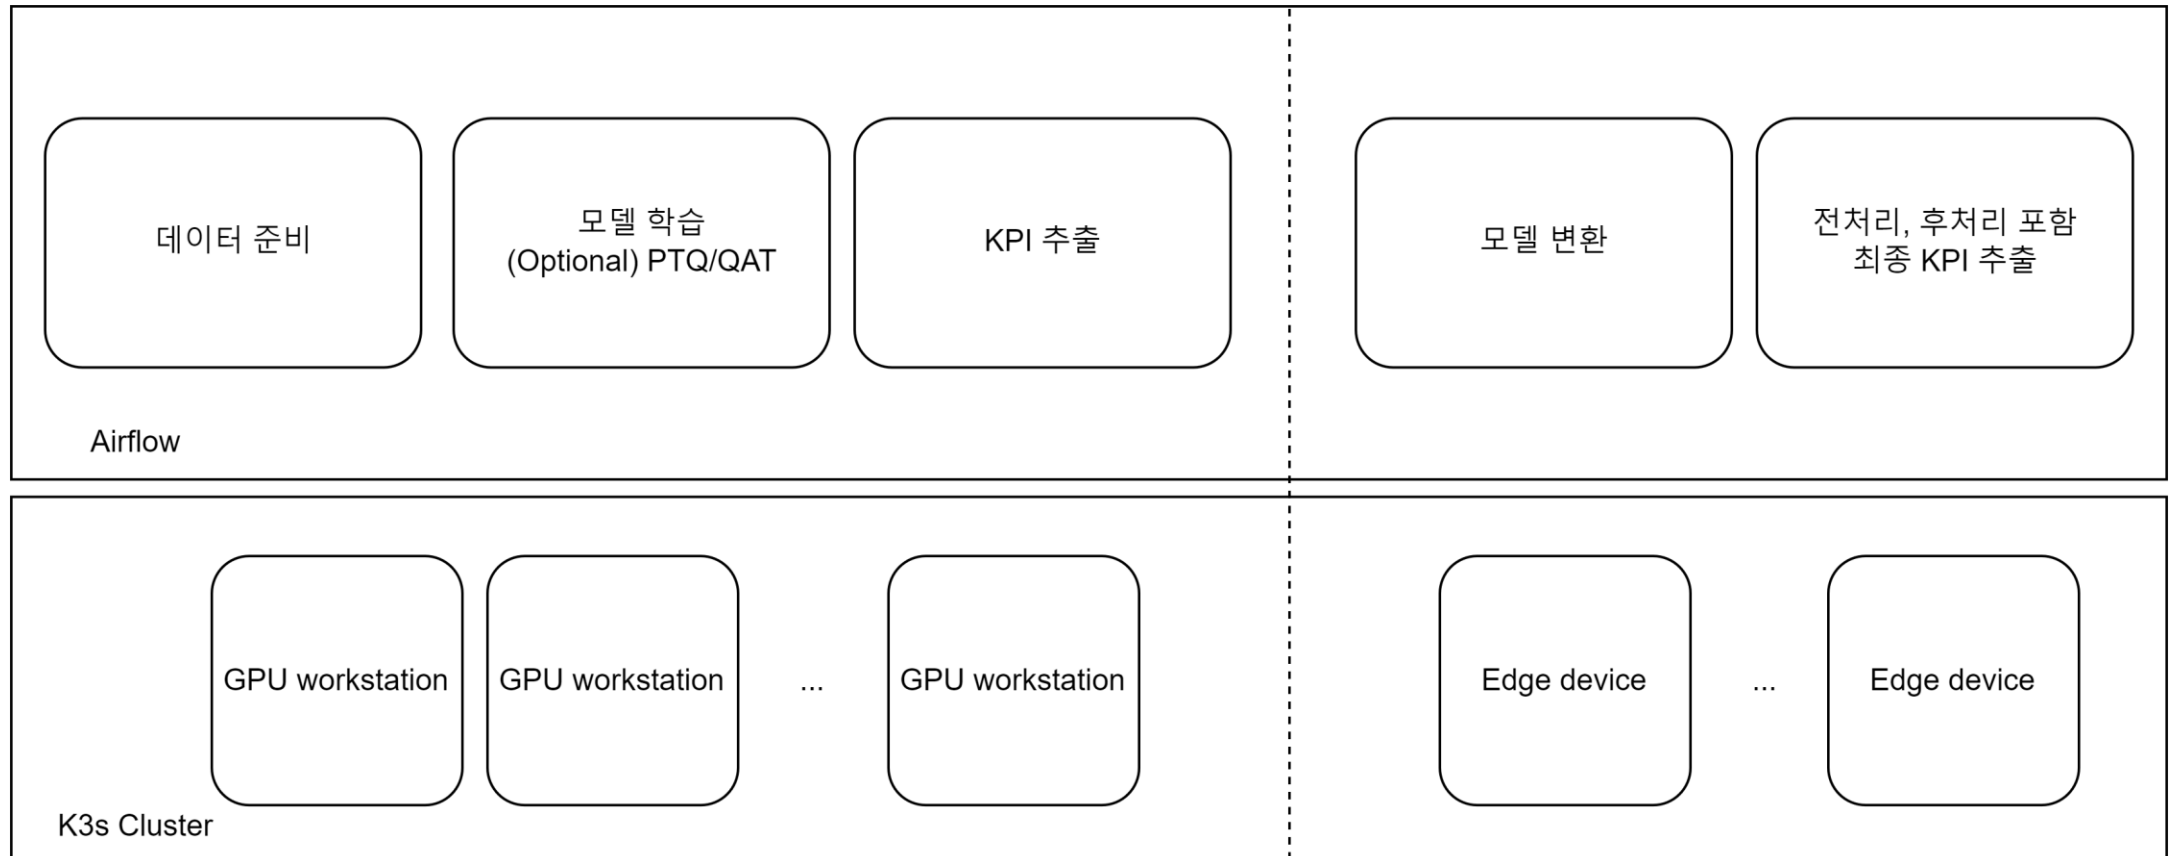 데이터 준비
모델 학습
(Optional) PTQ/QAT
KPI 추출
모델 변환
전처리, 후처리 포함
최종 KPI 추출
Airflow
GPU workstation
GPU workstation
...
GPU workstation
Edge device
...
Edge device
K3s Cluster